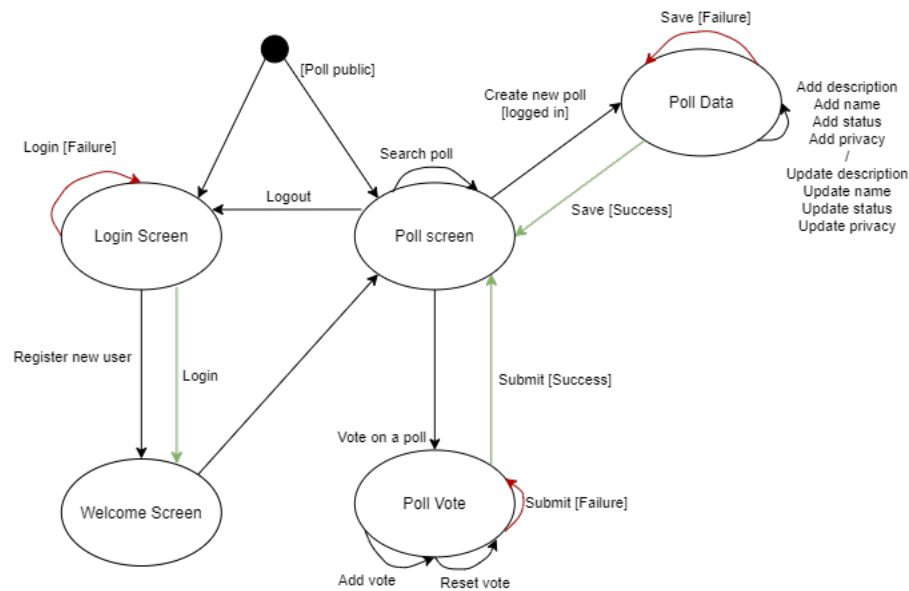 Save [Failure]
[Poll public]
Poll Data
Create new poll
[logged in]
Add description
Add name
Add status
Add privacy
/
Update description
Update name
Update status
Update privacy
Login [Failure]
Search poll
Logout
Save [Success]
Login Screen
Poll screen
Register new user
Login
Submit [Success]
Vote on a poll
Welcome Screen
Poll Vote
Submit [Failure]
Add vote
Reset vote